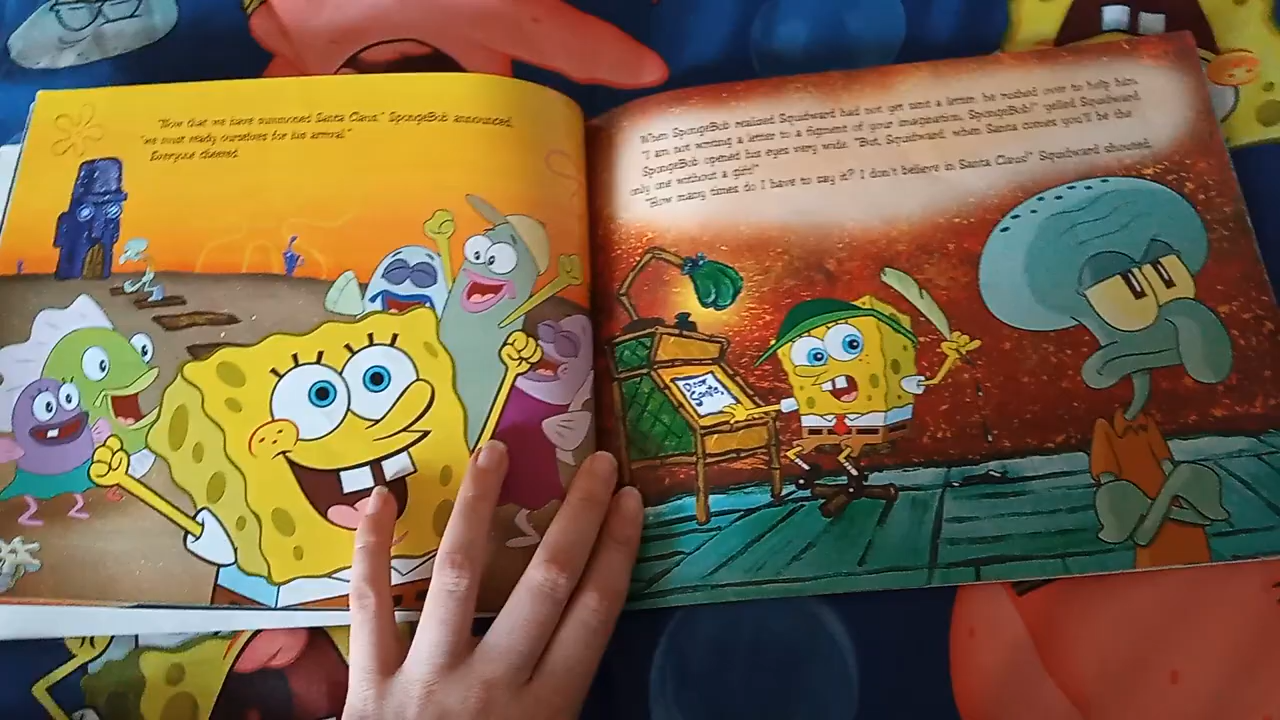 "Now that we have summoned Santa Claus," SpongeBob announced,
"we must ready ourselves for his arrival."
Everyone cheered.
When SpongeBob realized Squidward had not yet sent a letter, he rushed over to help him.
"I am not writing a letter to a figment of your imagination, SpongeBob!" yelled Squidward.
SpongeBob opened his eyes very wide. "But, Squidward, when Santa comes you'll be the
only one without a gift!"
"How many times do I have to say it? I don't believe in Santa Claus!" Squidward shouted.
Dear
Santa,